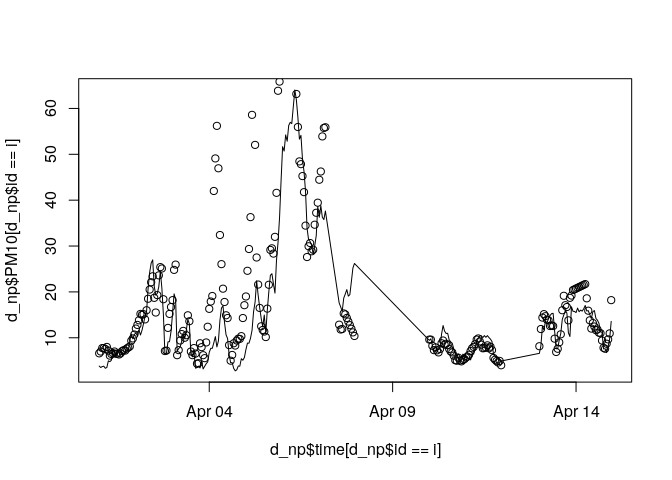 d_np$PM10[d_np$id == i]
60
50
40
30
20
10
Apr 04
Apr 09
Apr 14
d_np$time[d_np$id == i]